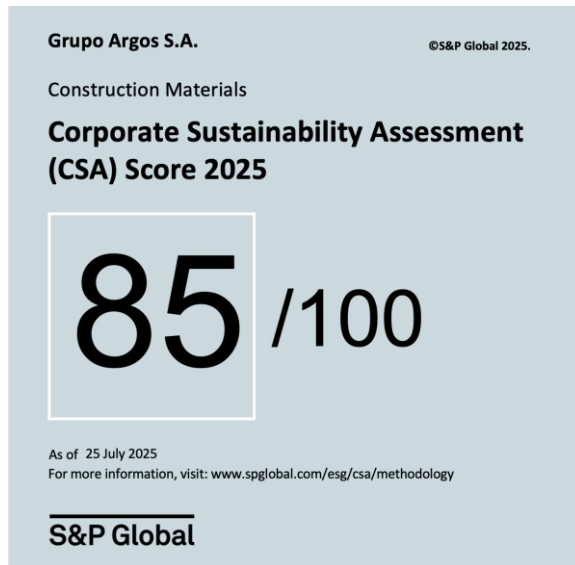 Grupo Argos S.A.
©S&P Global 2025.
Construction Materials
Corporate Sustainability Assessment
(CSA) Score 2025
85 /100
As of 25 July 2025
For more information, visit: www.spglobal.com/esg/csa/methodology
S&P Global